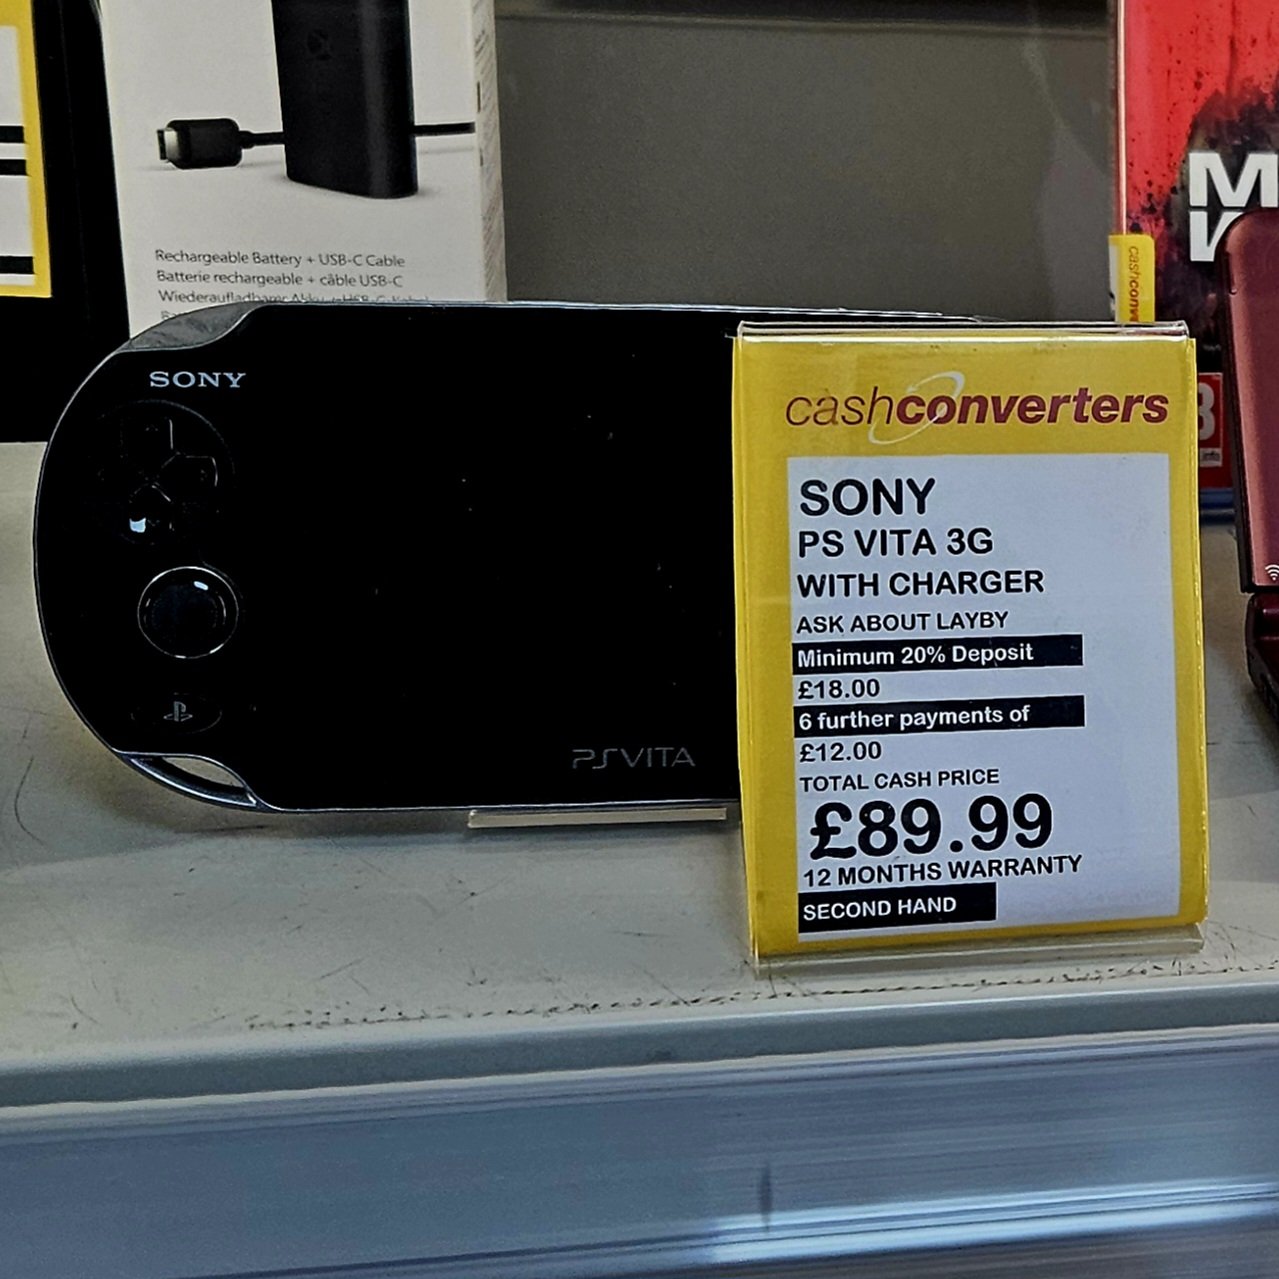 Rechargeable Battery + USB-C Cable
Batterie rechargeable + câble USB-C
SONY
PSVITA
cashconverters
SONY
PS VITA 3G
WITH CHARGER
ASK ABOUT LAYBY
Minimum 20% Deposit
£18.00
6 further payments of
£12.00
TOTAL CASH PRICE
£89.99
12 MONTHS WARRANTY
SECOND HAND